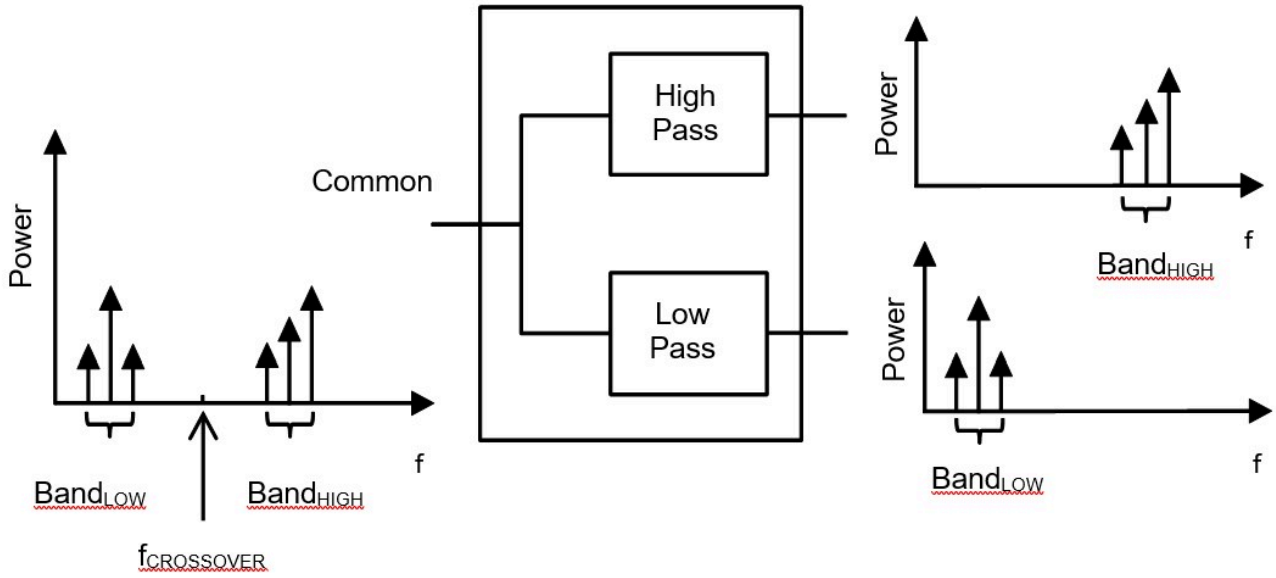 Power
BandLOW
BandHIGH
f
fCROSSOVER
Common
High
Pass
Low
Pass
Power
BandHIGH
f
Power
BandLOW
f